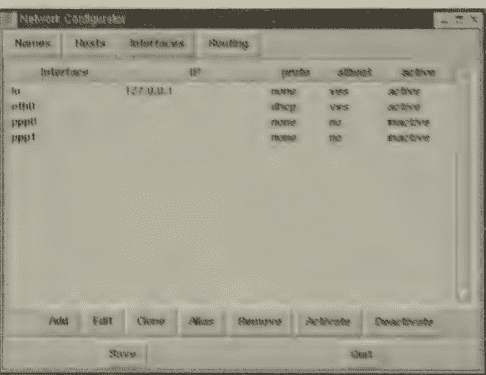 Network Configurator
Names Hosts Interfaces Routing
Interface IP proto atboot active
lo 127.0.0.1 none yes active
eth0 dhcp yes active
ppp0 none no inactive
ppp1 none no inactive
Add Edit Clone Alias Remove Activate Deactivate
Save Quit